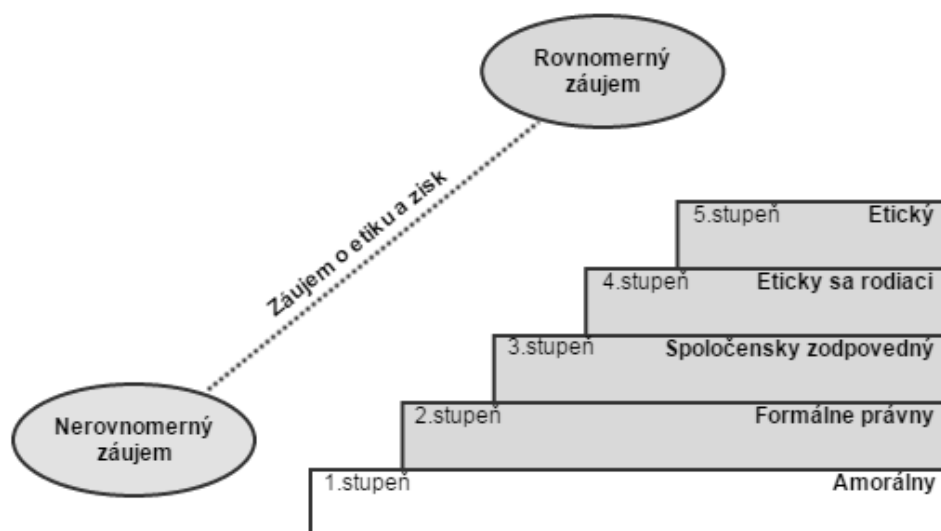 Rovnomerný
záujem
Záujem o etiku a zisk
5.stupeň Etický
4.stupeň Eticky sa rodiaci
3.stupeň Spoločensky zodpovedný
Nerovnomerný
záujem
2.stupeň Formálne právny
1.stupeň Amorálny